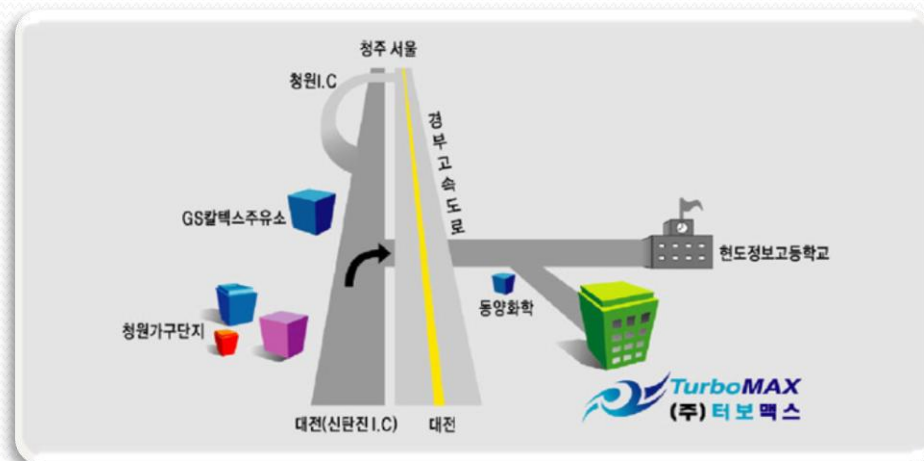 청주 서울
청원I.C
경부고속도로
GS칼텍스주유소
현도정보고등학교
동양화학
청원가구단지
TurboMAX
(주)터보맥스
대전(신탄진I.C)
대전